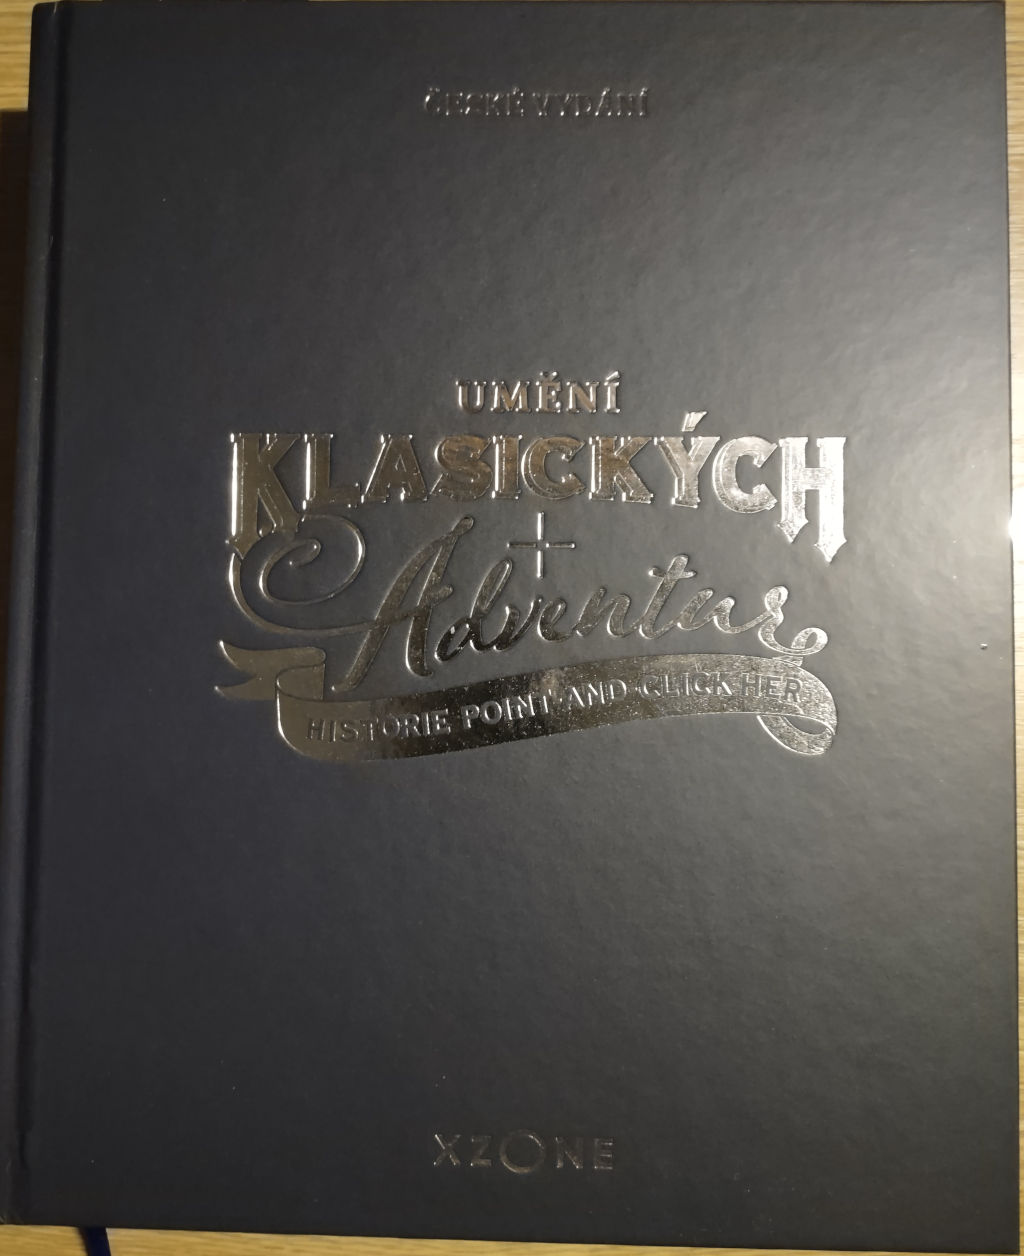 ČESKÉ VYDÁNÍ
UMĚNÍ
KLASICKÝCH
Adventur
HISTORIE POINT-AND-CLICK HER
XZONE